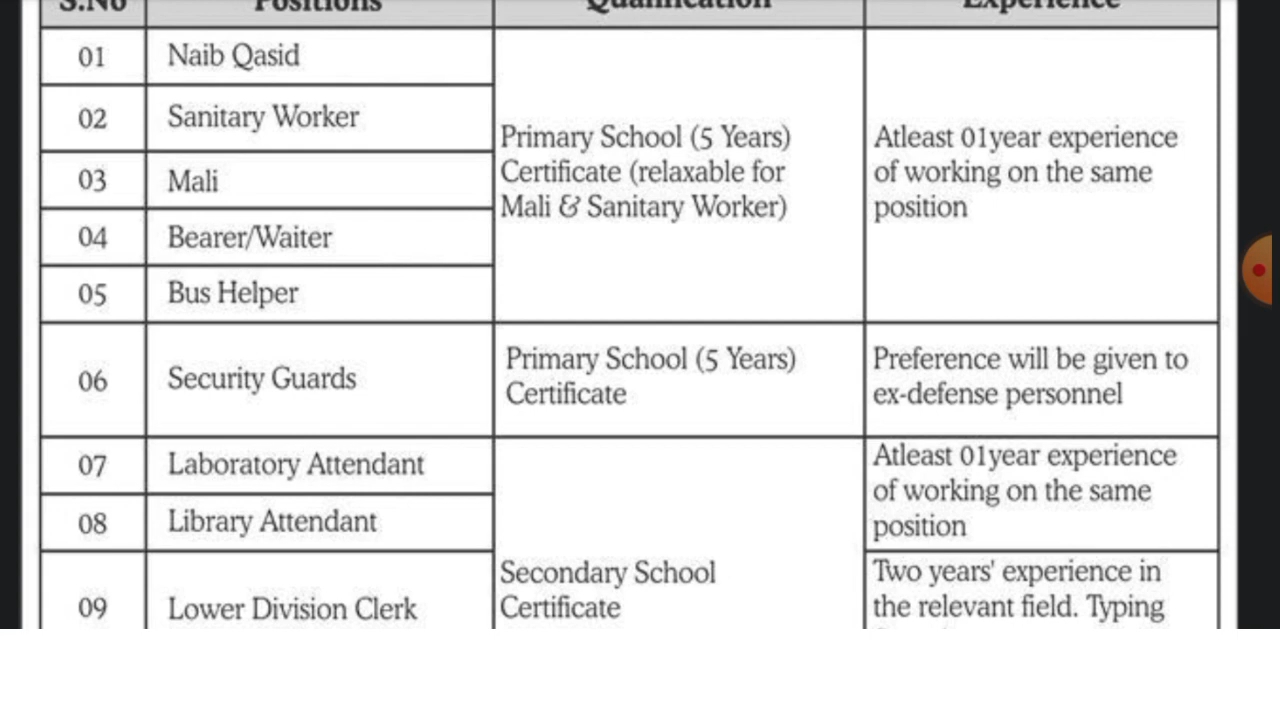 S.No Positions Qualification Experience
01 Naib Qasid
02 Sanitary Worker
03 Mali
04 Bearer/Waiter
05 Bus Helper
Primary School (5 Years)
Certificate (relaxable for
Mali & Sanitary Worker)
Atleast 01year experience
of working on the same
position
06 Security Guards
Primary School (5 Years)
Certificate
Preference will be given to
ex-defense personnel
07 Laboratory Attendant
08 Library Attendant
Atleast 01year experience
of working on the same
position
09 Lower Division Clerk
Secondary School
Certificate
Two years' experience in
the relevant field. Typing